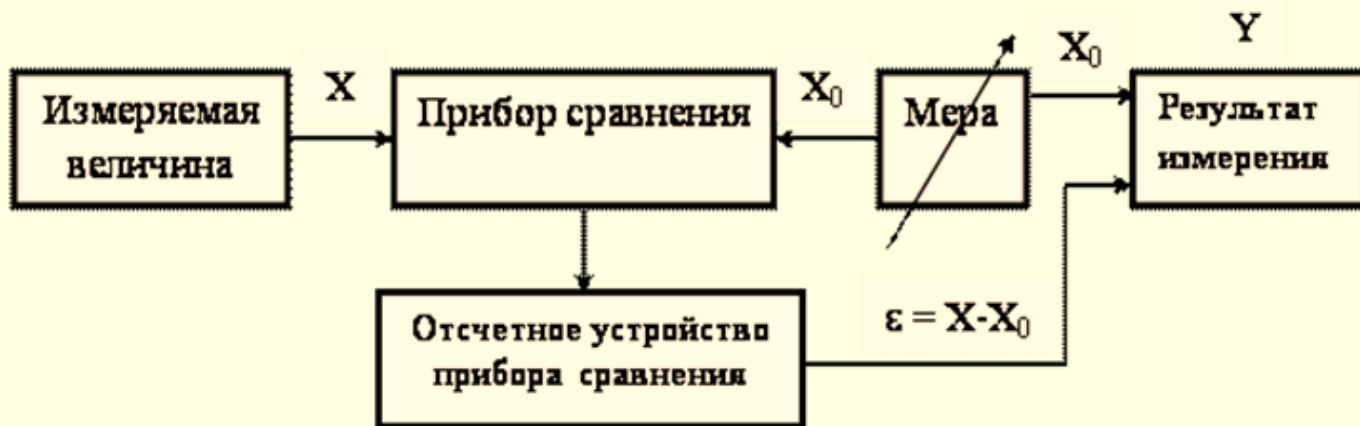 Y
X
X₀
X₀
Измеряемая
величина
Прибор сравнения
Мера
Результат
измерения
Отсчетное устройство
прибора сравнения
ε = X-X₀